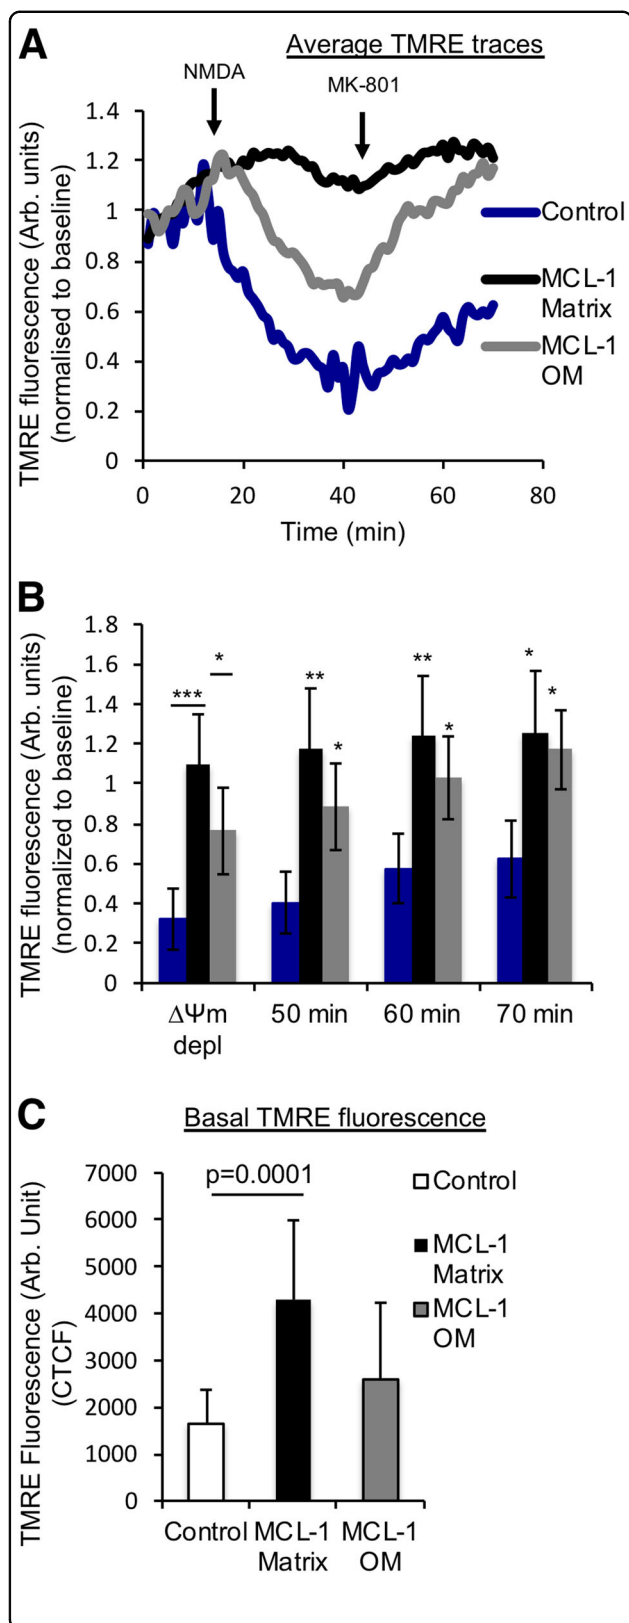 A
Average TMRE traces
NMDA
MK-801
TMRE fluorescence (Arb. units)
(normalised to baseline)
1.4
1.2
1
0.8
0.6
0.4
0.2
0
0 20 40 60 80
Time (min)
Control
MCL-1
Matrix
MCL-1
OM
B
TMRE fluorescence (Arb. units)
(normalized to baseline)
1.8
1.6
1.4
1.2
1
0.8
0.6
0.4
0.2
0
*** * ** * ** * * *
ΔΨm
depl
50 min 60 min 70 min
C
Basal TMRE fluorescence
TMRE Fluorescence (Arb. Unit)
(CTCF)
7000
6000
5000
4000
3000
2000
1000
0
p=0.0001
Control
MCL-1
Matrix
MCL-1
OM
Control MCL-1 MCL-1
Matrix OM